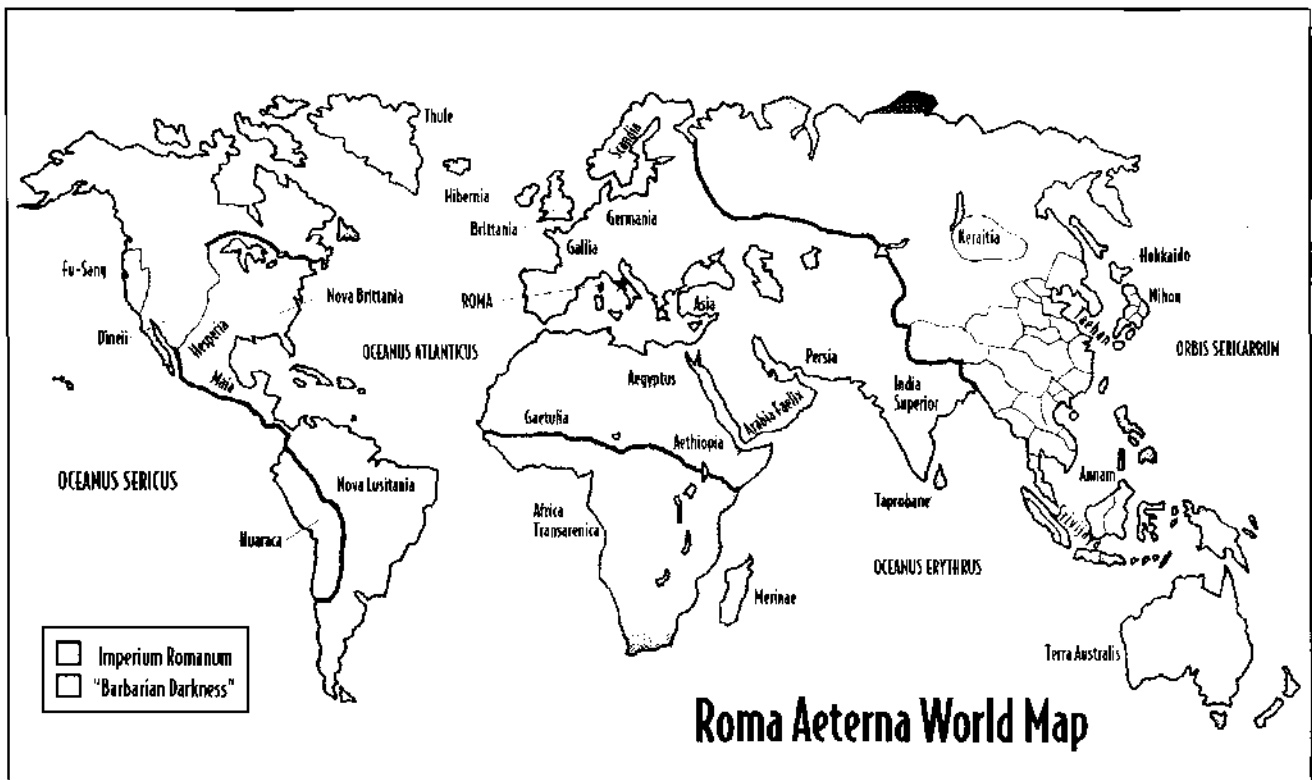 Thule
Scandia
Hibernia
Brittania
Germania
Gallia
Keraitia
Hokkaido
Nihon
Taehan
Fu-Sang
Nova Brittania
ROMA
Asia
Dineii
Hesperia
OCEANUS ATLANTICUS
ORBIS SERICARRUM
Maia
Aegyptus
Persia
India
Superior
Arabia Faelix
Gaetulia
Aethiopia
OCEANUS SERICUS
Nova Lusitania
Annam
Taprobane
Srivijaya
Africa
Transarenica
Huaraca
OCEANUS ERYTHRUS
Merinae
Terra Australis
Imperium Romanum
"Barbarian Darkness"
Roma Aeterna World Map